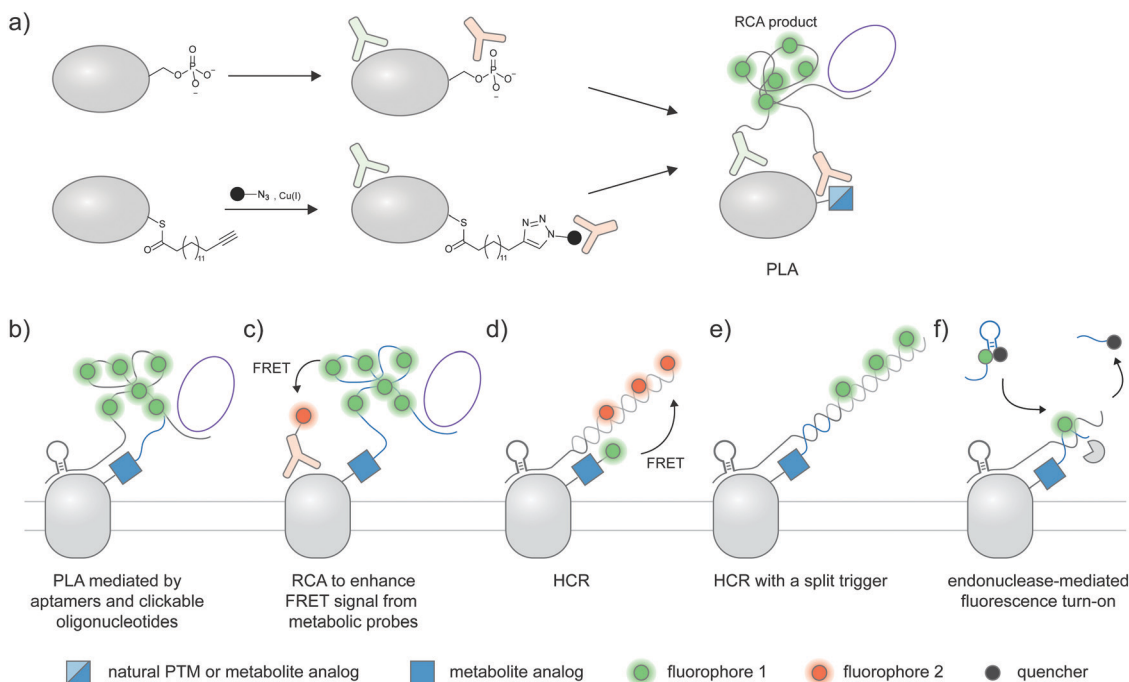 a)
RCA product
O
P
O
O−
O−
O
P
O
O−
O−
N3 , Cu(I)
S
O
11
S
O
11
N
N
N
PLA
b)
c)
d)
e)
f)
FRET
FRET
PLA mediated by
aptamers and clickable
oligonucleotides
RCA to enhance
FRET signal from
metabolic probes
HCR
HCR with a split trigger
endonuclease-mediated
fluorescence turn-on
natural PTM or metabolite analog
metabolite analog
fluorophore 1
fluorophore 2
quencher